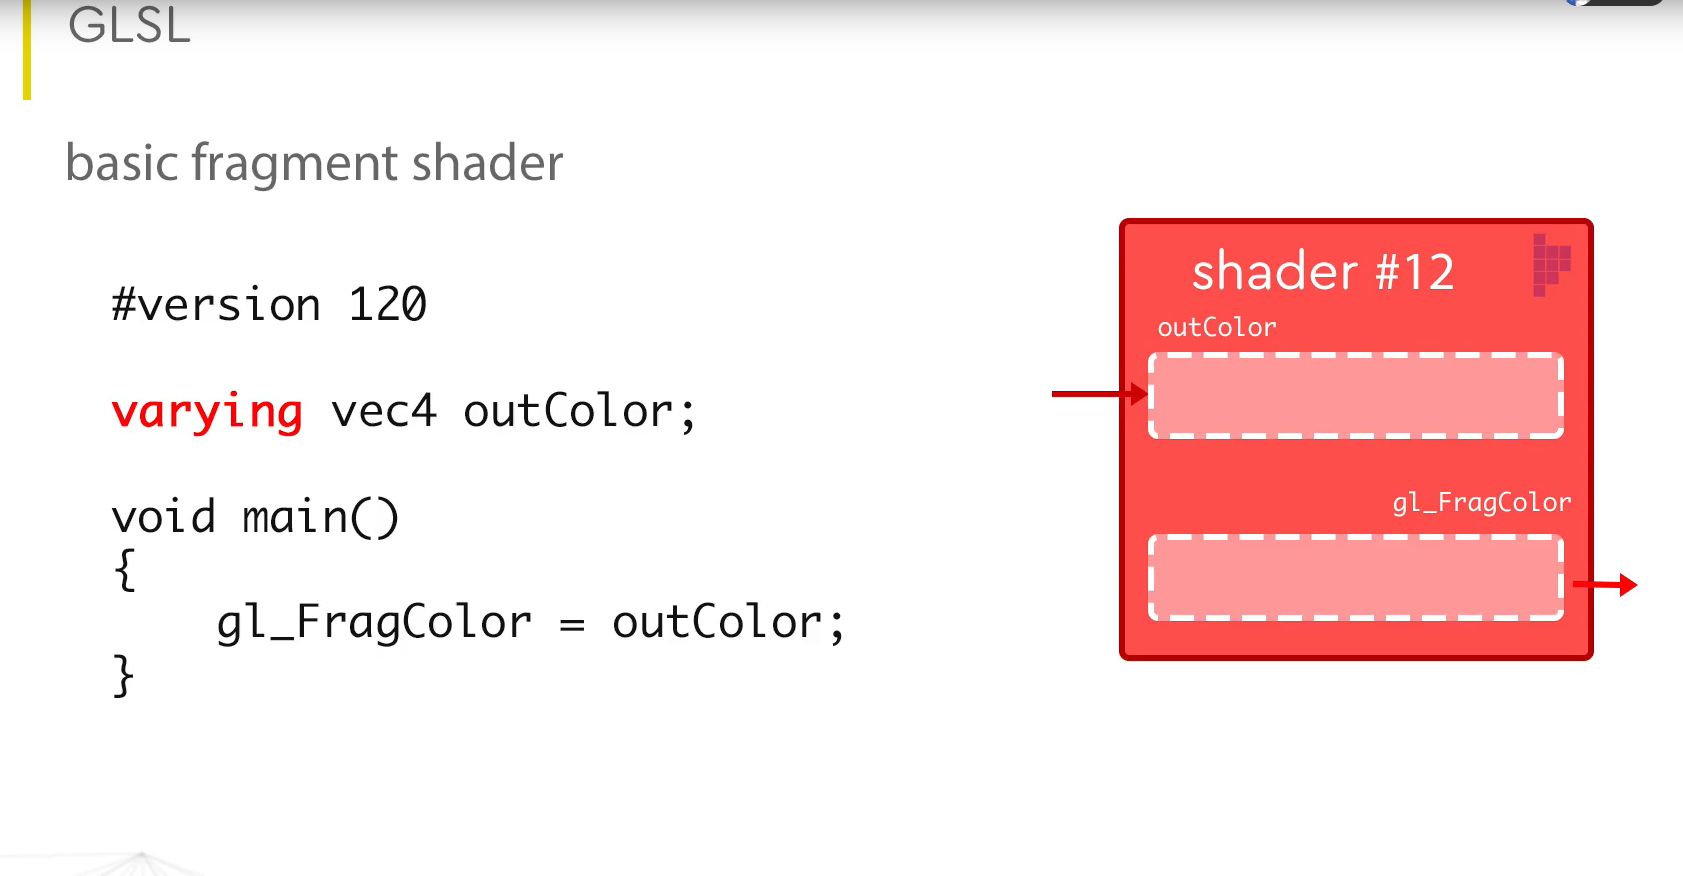 GLSL
basic fragment shader
#version 120
varying vec4 outColor;
void main()
{
gl_FragColor = outColor;
}
shader #12
outColor
gl_FragColor